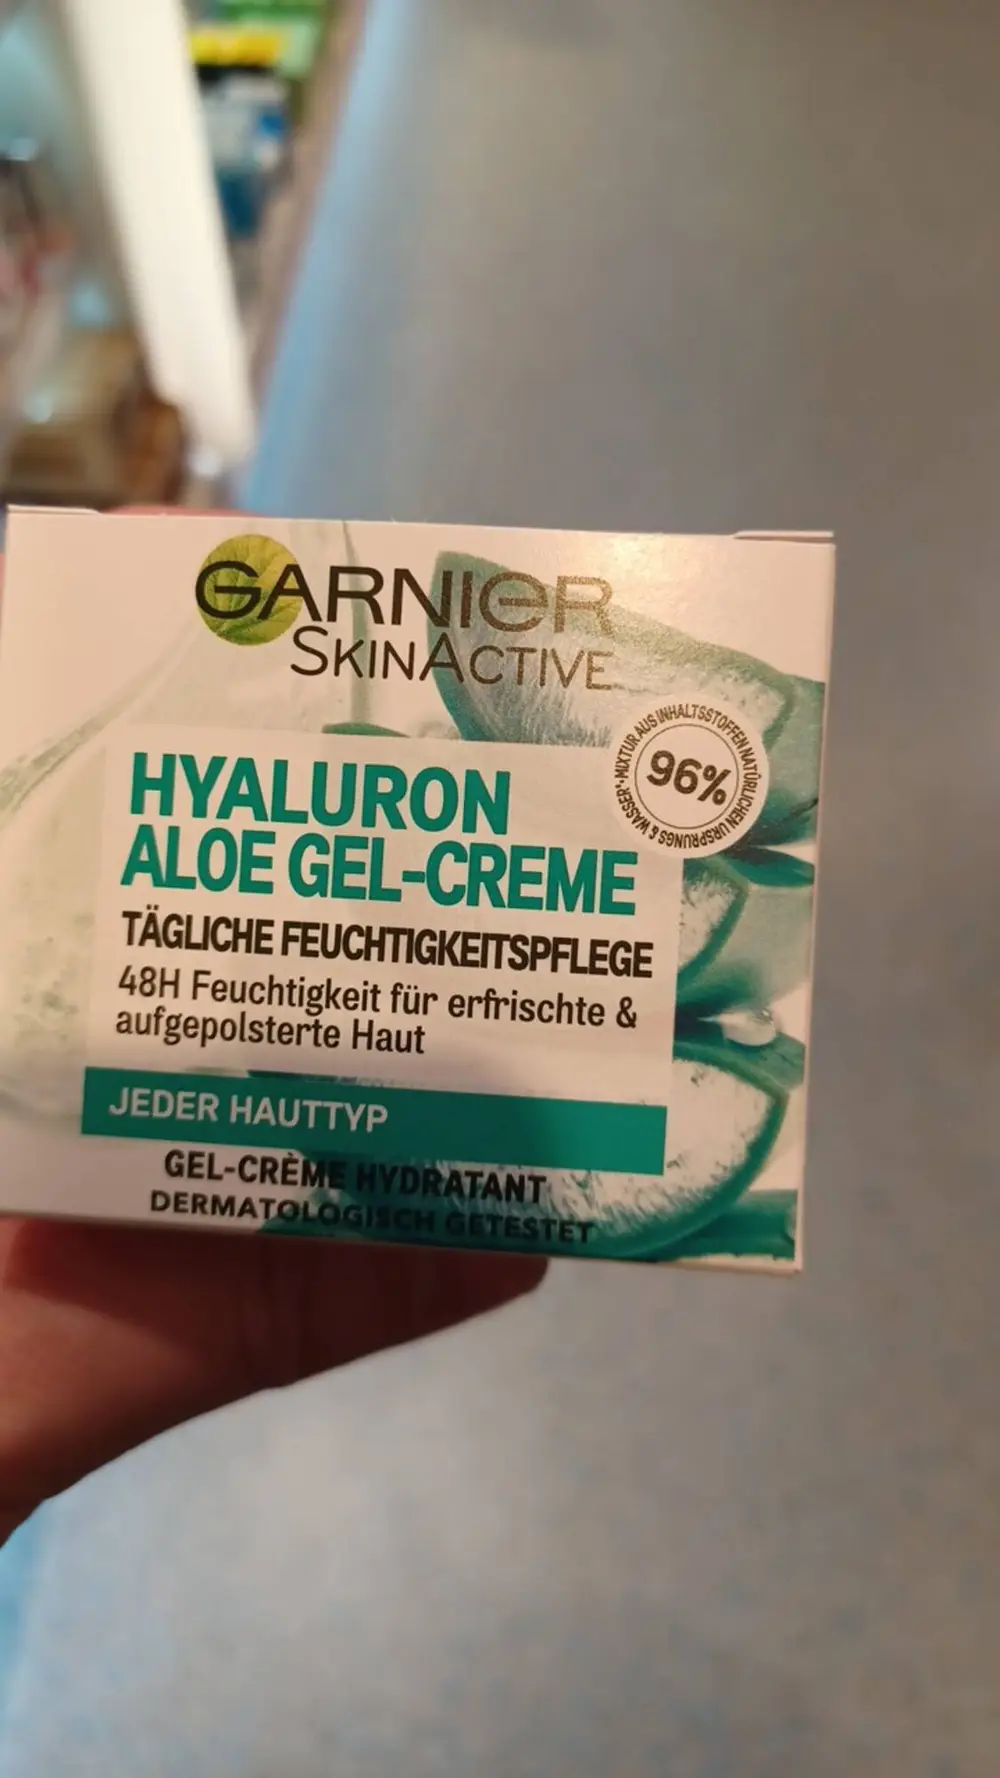 GARNIER
SKINACTIVE
MIXTUR AUS INHALTSSTOFFEN NATÜRLICHEN URSPRUNGS & WASSER*
96%
HYALURON
ALOE GEL-CREME
TÄGLICHE FEUCHTIGKEITSPFLEGE
48H Feuchtigkeit für erfrischte &
aufgepolsterte Haut
JEDER HAUTTYP
GEL-CRÈME HYDRATANT
DERMATOLOGISCH GETESTET